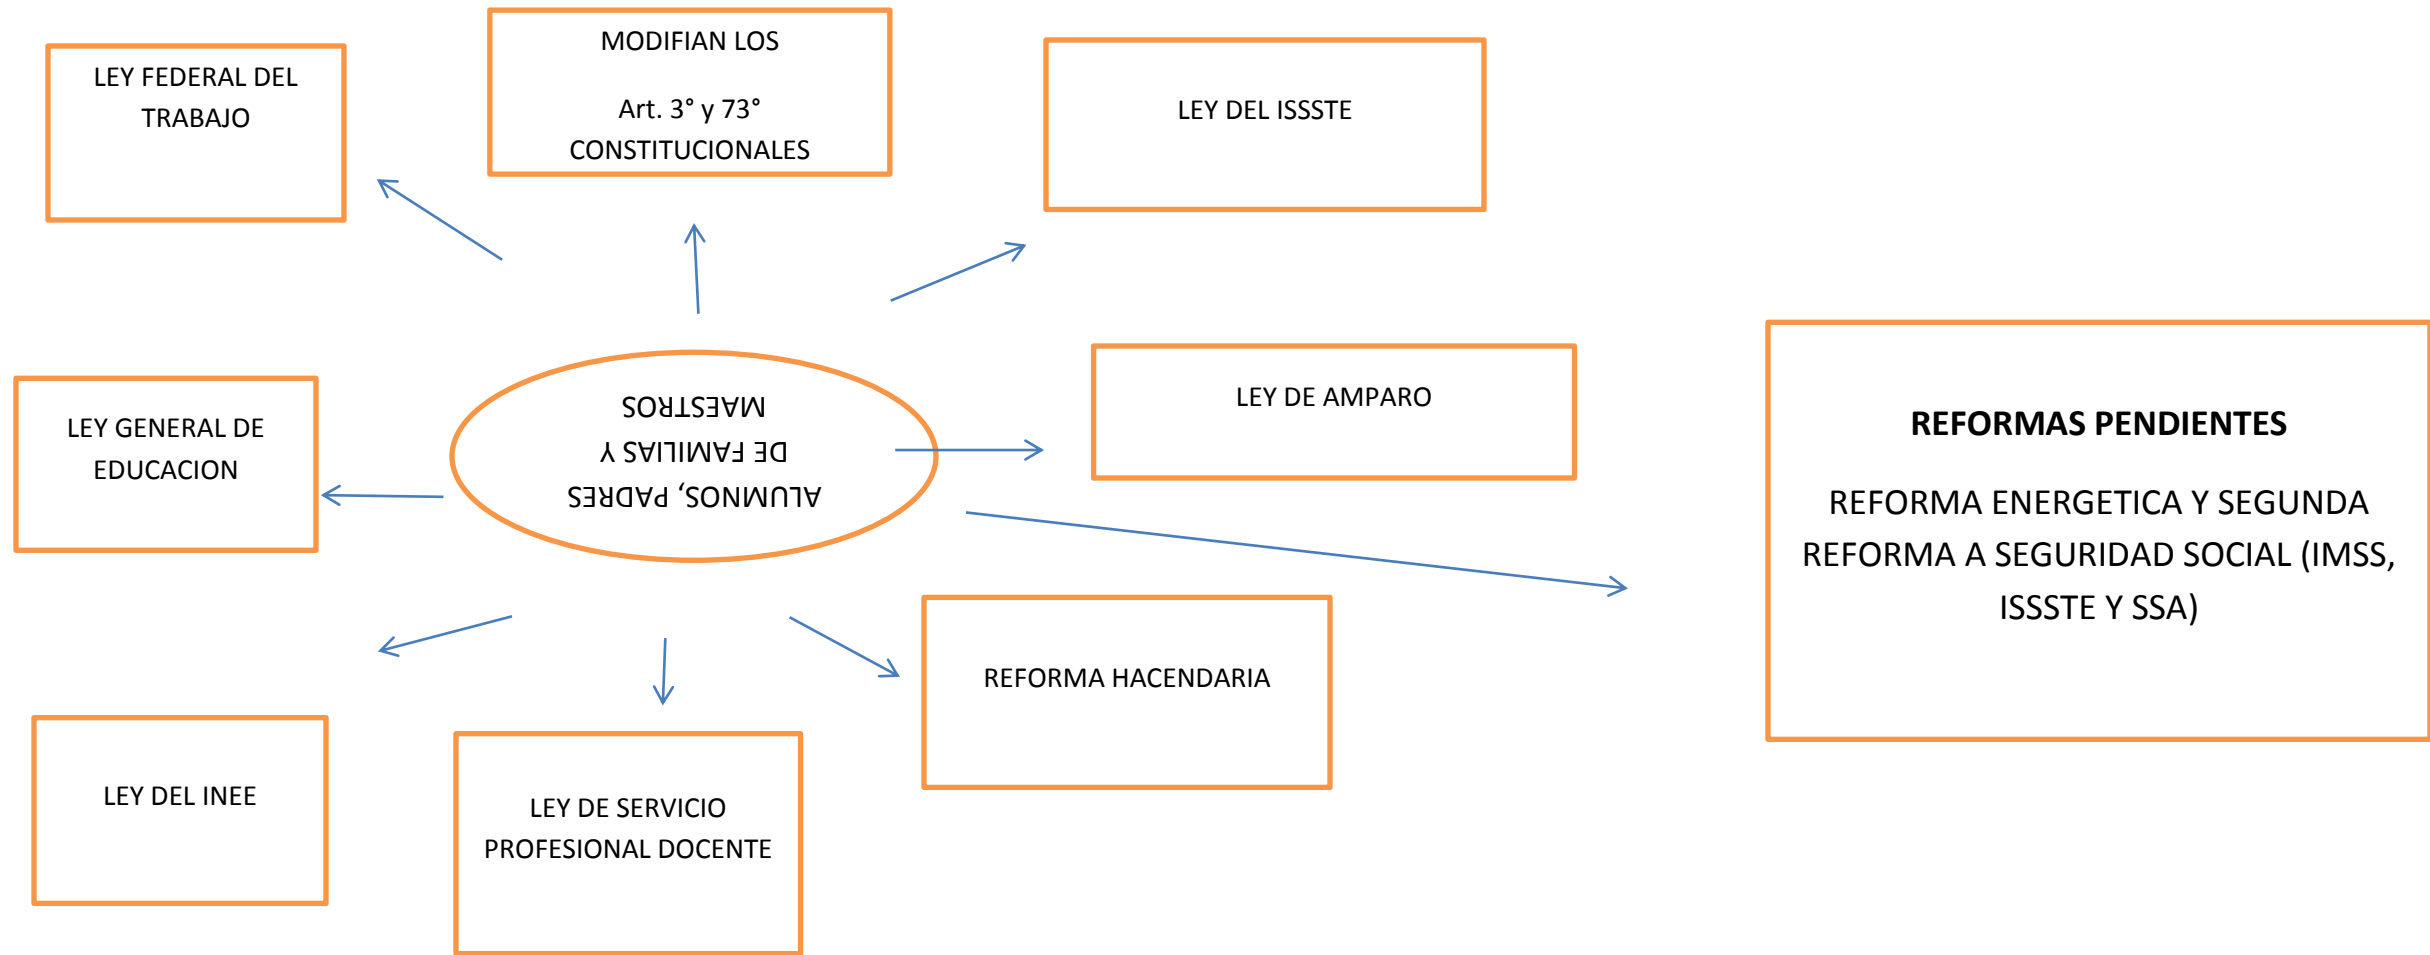 LEY FEDERAL DEL
TRABAJO
MODIFIAN LOS
Art. 3° y 73°
CONSTITUCIONALES
LEY DEL ISSSTE
LEY GENERAL DE
EDUCACION
ALUMNOS, PADRES
DE FAMILIAS Y
MAESTROS
LEY DE AMPARO
REFORMAS PENDIENTES
REFORMA ENERGETICA Y SEGUNDA
REFORMA A SEGURIDAD SOCIAL (IMSS,
ISSSTE Y SSA)
LEY DEL INEE
LEY DE SERVICIO
PROFESIONAL DOCENTE
REFORMA HACENDARIA